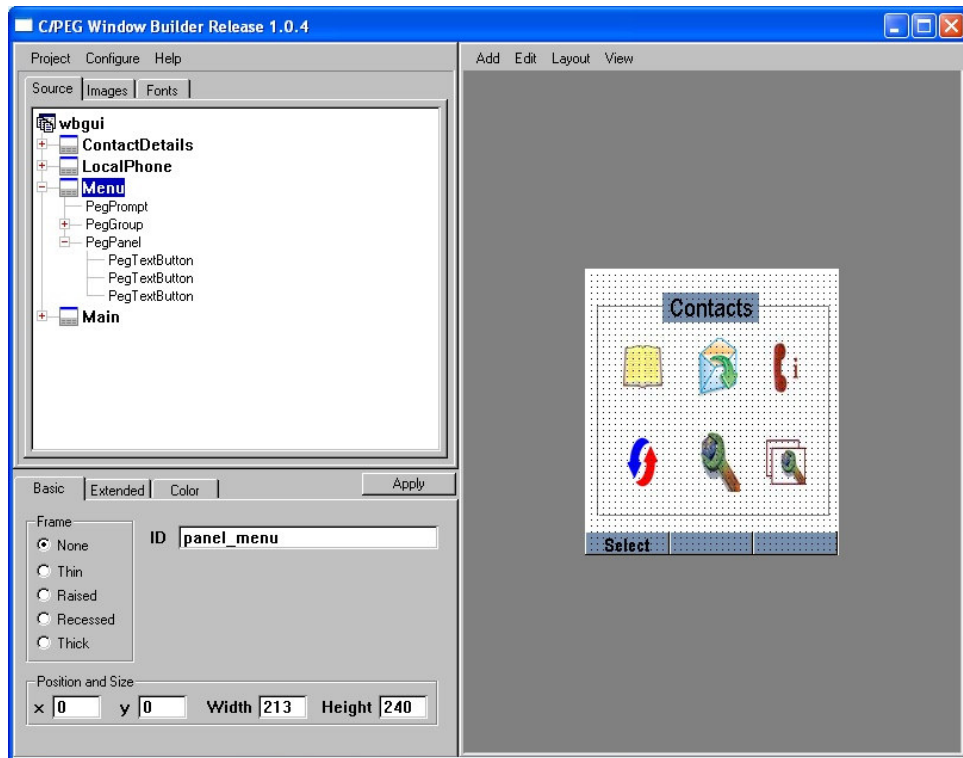 C/PEG Window Builder Release 1.0.4
Project Configure Help
Source Images Fonts
wbgui
ContactDetails
LocalPhone
Menu
PegPrompt
PegGroup
PegPanel
PegTextButton
PegTextButton
PegTextButton
Main
Basic Extended Color Apply
Frame
None
Thin
Raised
Recessed
Thick
ID panel_menu
Position and Size
x 0 y 0 Width 213 Height 240
Add Edit Layout View
Contacts
i
Select